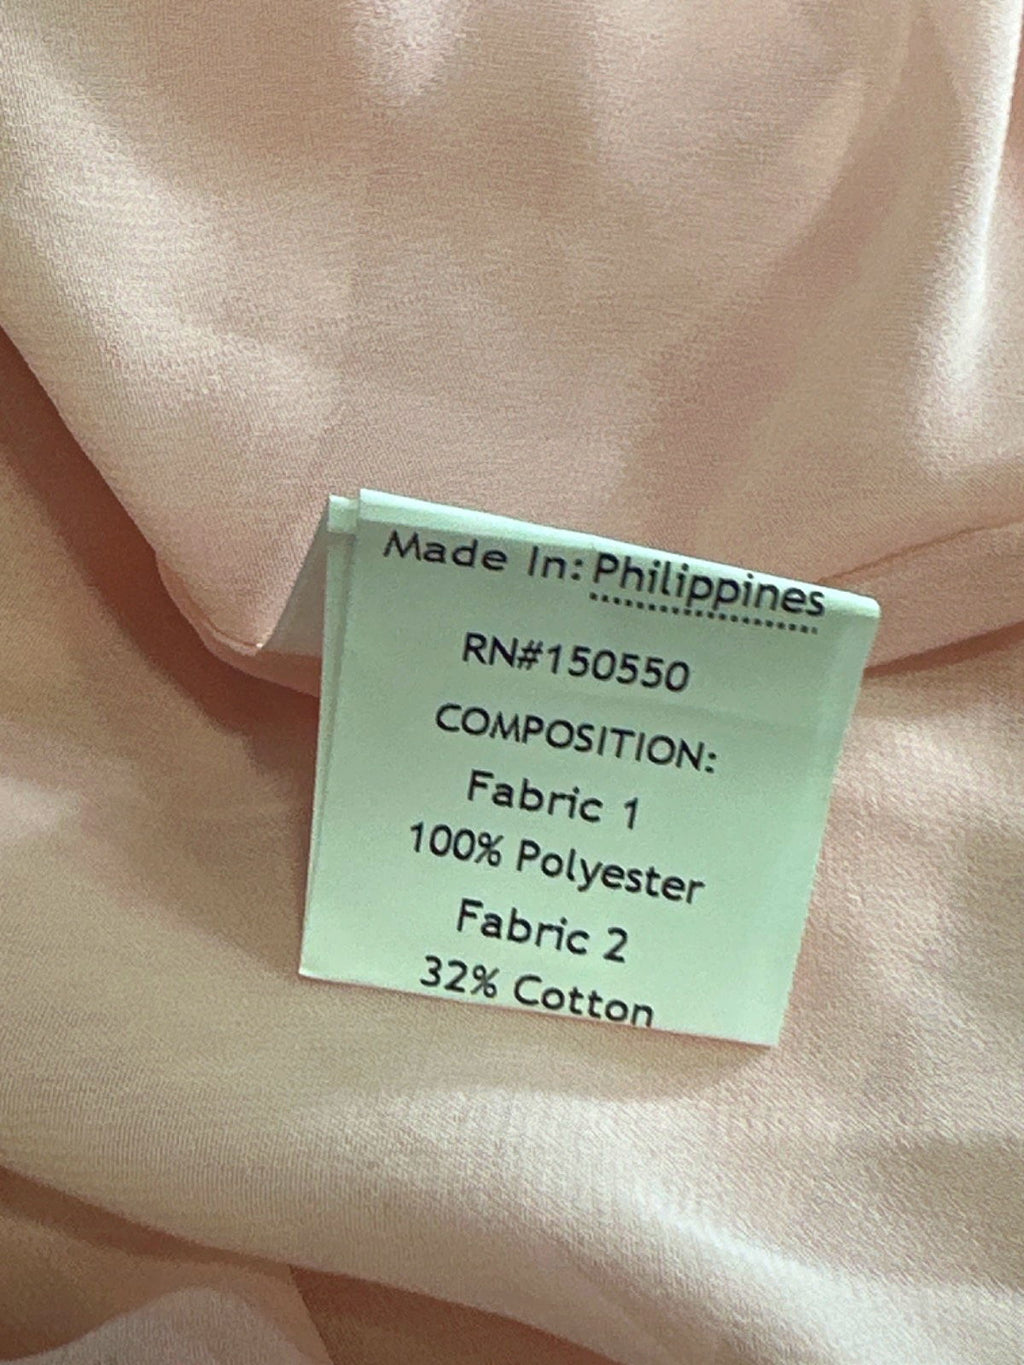 Made In: Philippines
RN#150550
COMPOSITION:
Fabric 1
100% Polyester
Fabric 2
32% Cotton